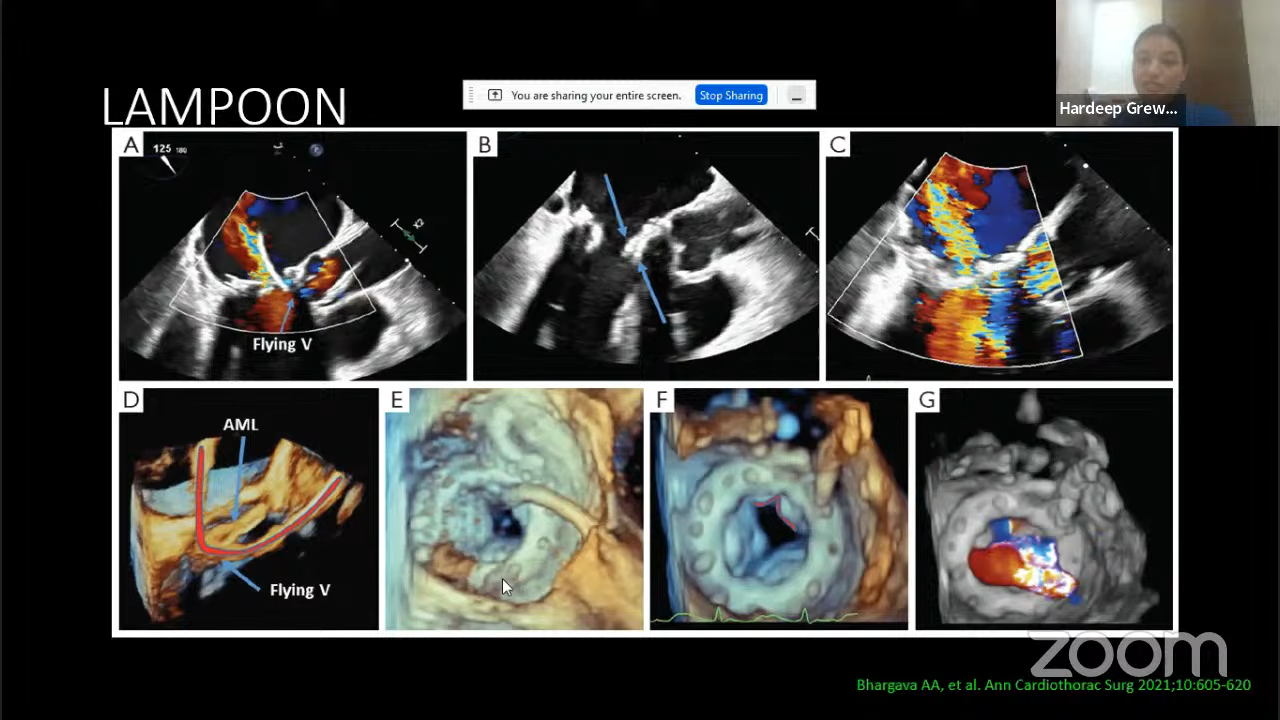 LAMPOON
You are sharing your entire screen. Stop Sharing
Hardeep Grew...
A
125 180
Flying V
B
C
D
AML
Flying V
E
F
G
zoom
Bhargava AA, et al. Ann Cardiothorac Surg 2021;10:605-620